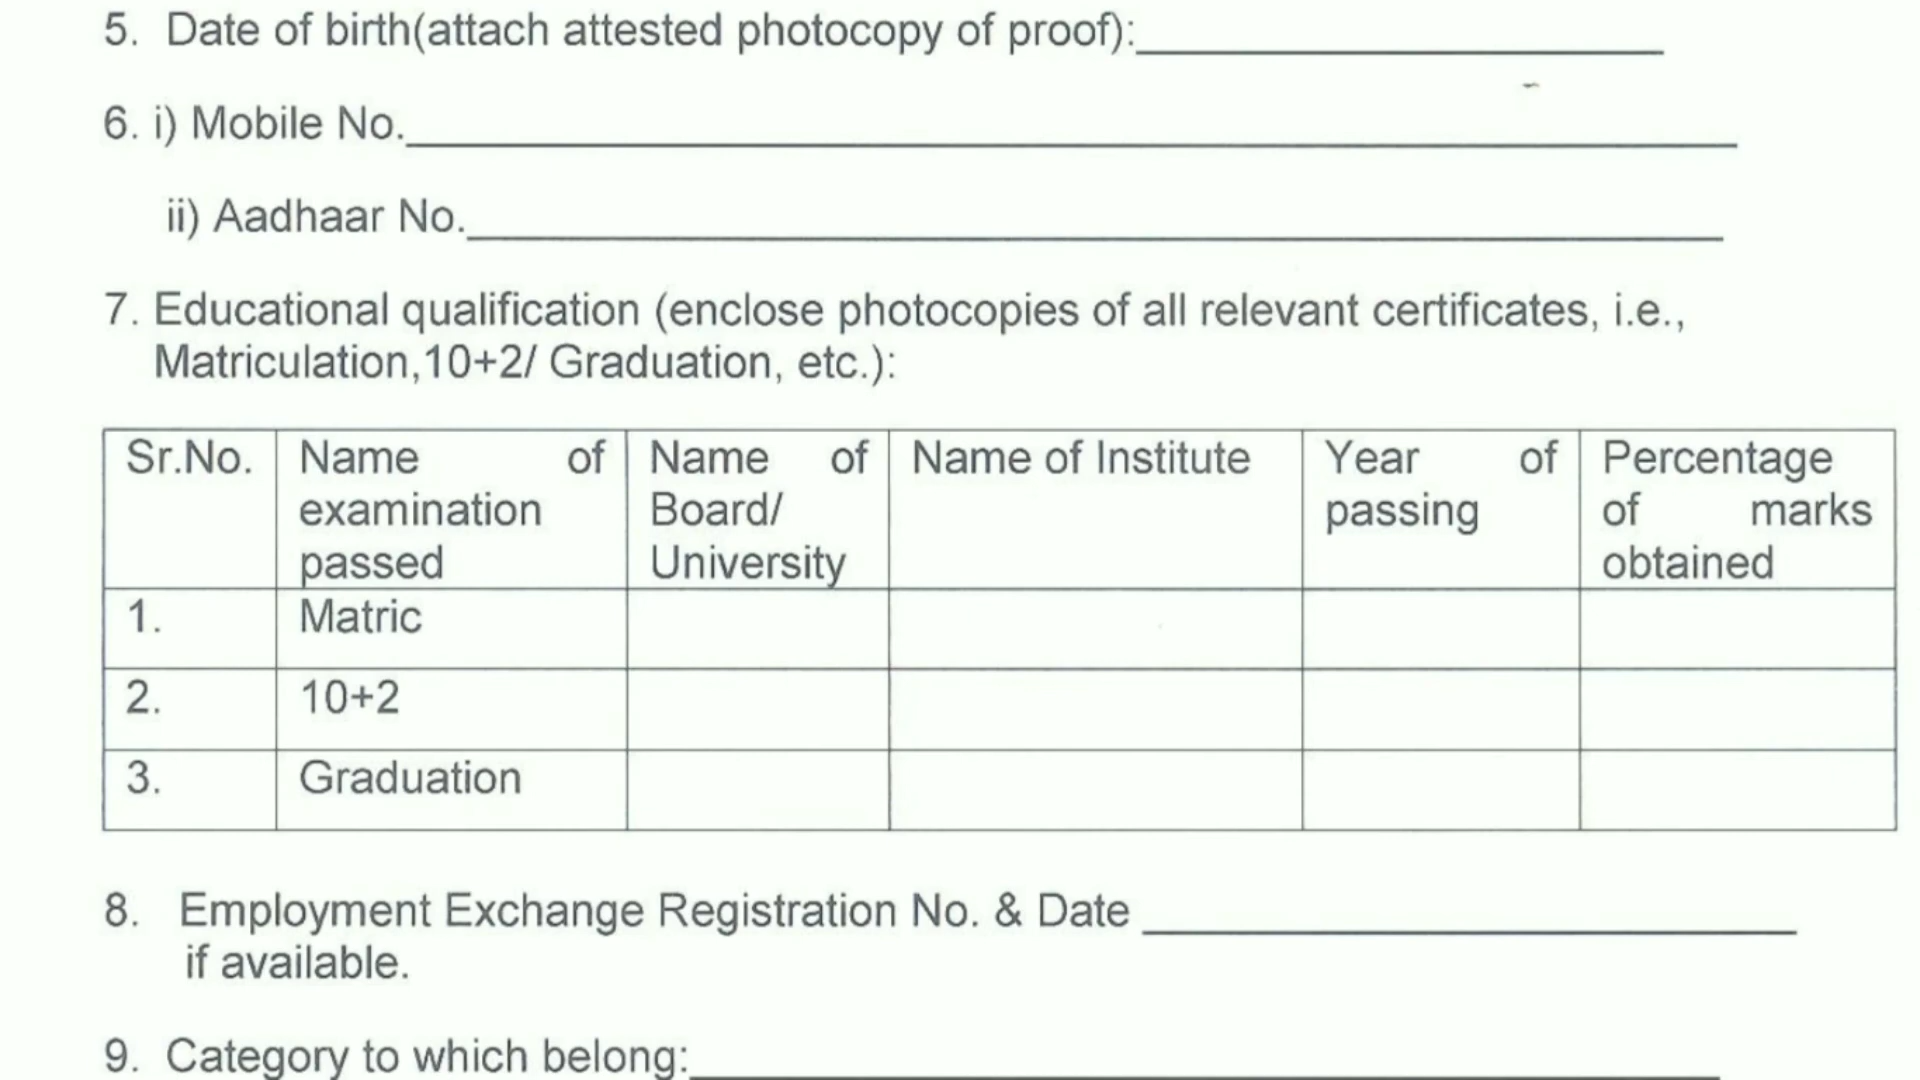 5. Date of birth(attach attested photocopy of proof):
6. i) Mobile No.
ii) Aadhaar No.
7. Educational qualification (enclose photocopies of all relevant certificates, i.e.,
Matriculation,10+2/ Graduation, etc.):
Sr.No. Name of examination passed Name of Board/ University Name of Institute Year of passing Percentage of marks obtained
1. Matric
2. 10+2
3. Graduation
8. Employment Exchange Registration No. & Date
if available.
9. Category to which belong: